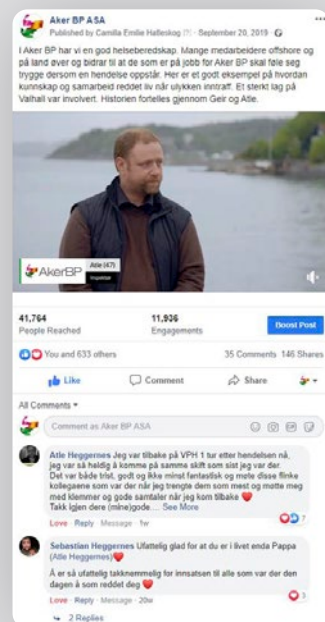 Aker BP ASA
Published by Camilla Emilie Halleskog [?] · September 20, 2019 ·
I Aker BP har vi en god helseberedskap. Mange medarbeidere offshore og
på land øver og bidrar til at de som er på jobb for Aker BP skal føle seg
trygge dersom en hendelse oppstår. Her er et godt eksempel på hvordan
kunnskap og samarbeid reddet liv når ulykken inntraff. Et sterkt lag på
Valhall var involvert. Historien fortelles gjennom Geir og Atle.
AkerBP
Atle (47)
41,764
People Reached
11,936
Engagements
Boost Post
You and 633 others
35 Comments 146 Shares
Like
Comment
Share
All Comments
Comment as Aker BP ASA
GIF
Atle Heggernes Jeg var tilbake på VPH 1 tur etter hendelsen nå,
jeg var så heldig å komme på samme skift som sist jeg var der.
Det var både trist, godt og ikke minst fantastisk og møte disse flinke
kollegaene som var der når jeg trengte dem som mest og møtte meg
med klemmer og gode samtaler når jeg kom tilbake
Takk igjen dere (mine)gode.... See More
7
Love · Reply · Message · 1w
Sebastian Heggernes Ufattelig glad for at du er i livet enda Pappa
(Atle Heggernes)
Å er så ufattelig takknemmelig for innsatsen til alle som var der den
dagen å som reddet deg
3
Love · Reply · Message · 20w
2 Replies